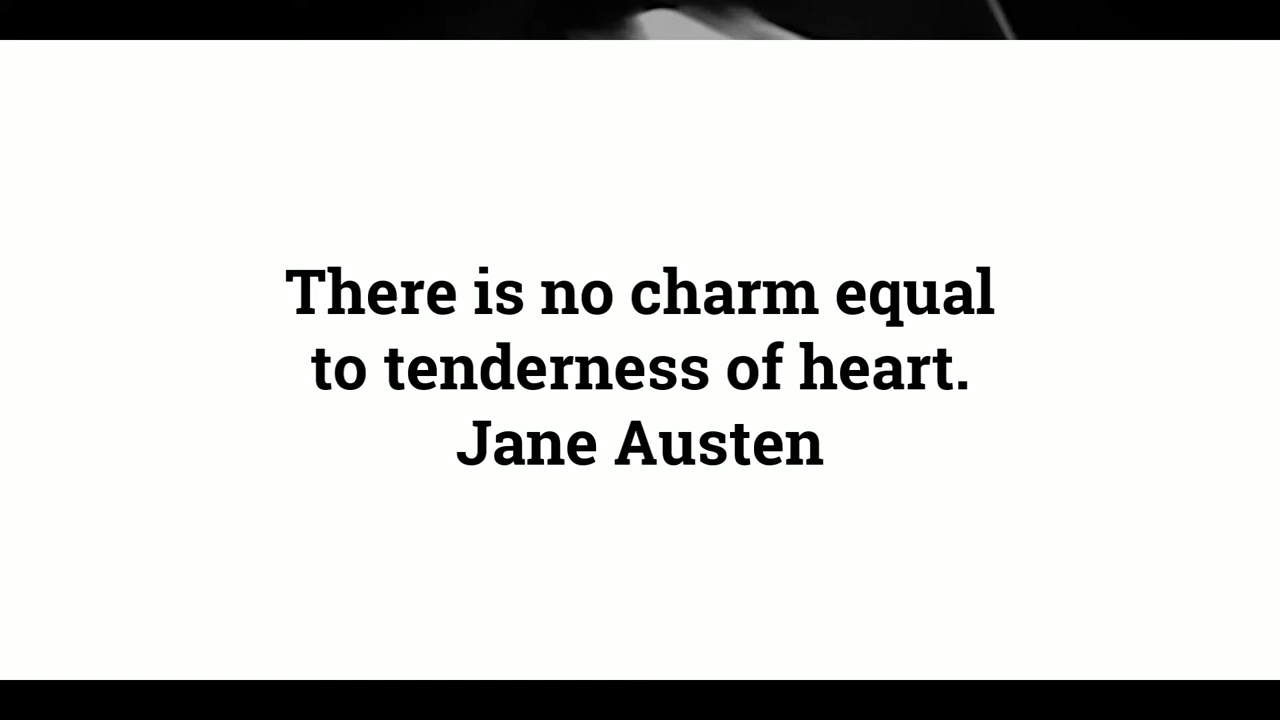 There is no charm equal
to tenderness of heart.
Jane Austen